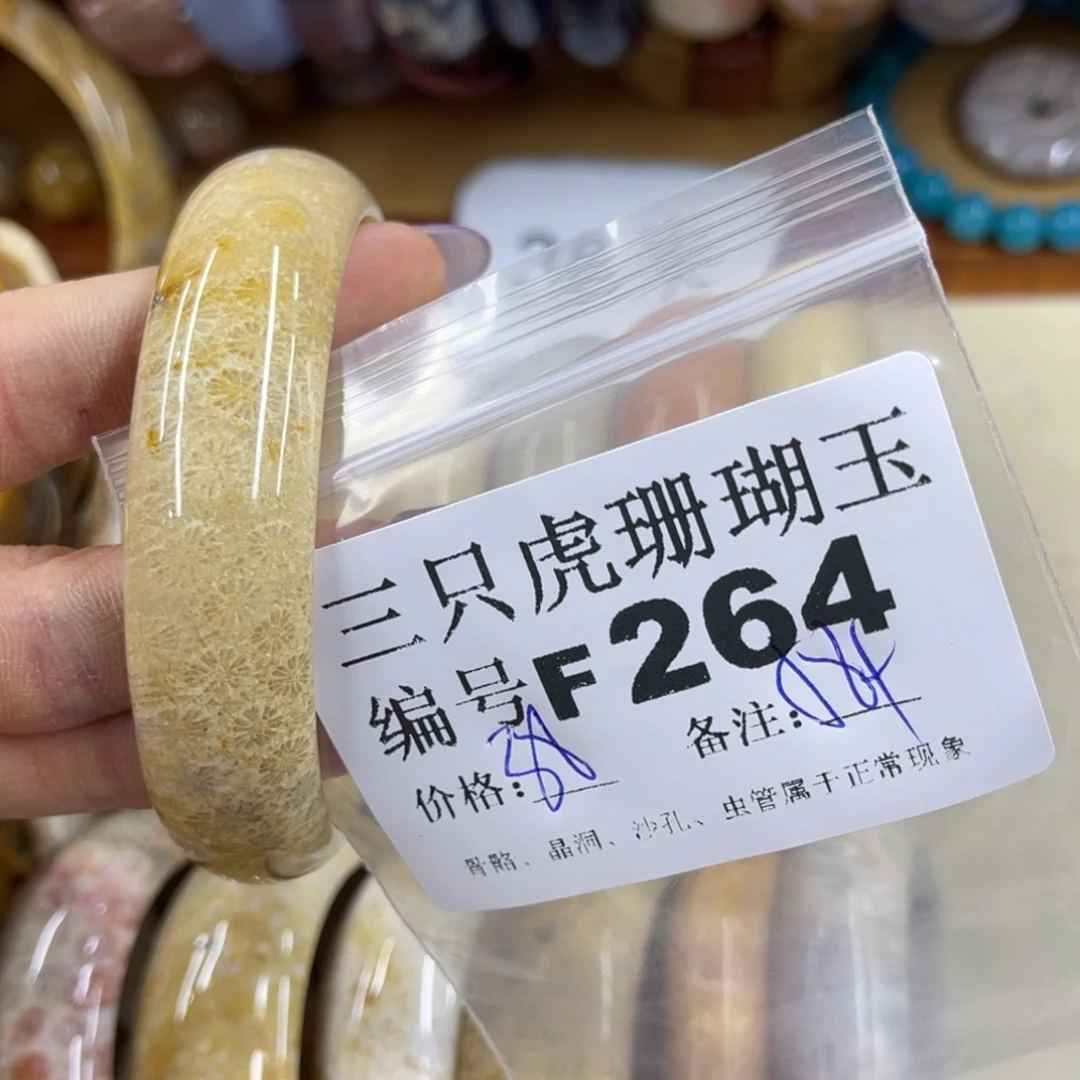 三只虎珊瑚玉
编号F264
价格:38 备注:
骨骼、晶洞、沙孔、虫管属于正常现象